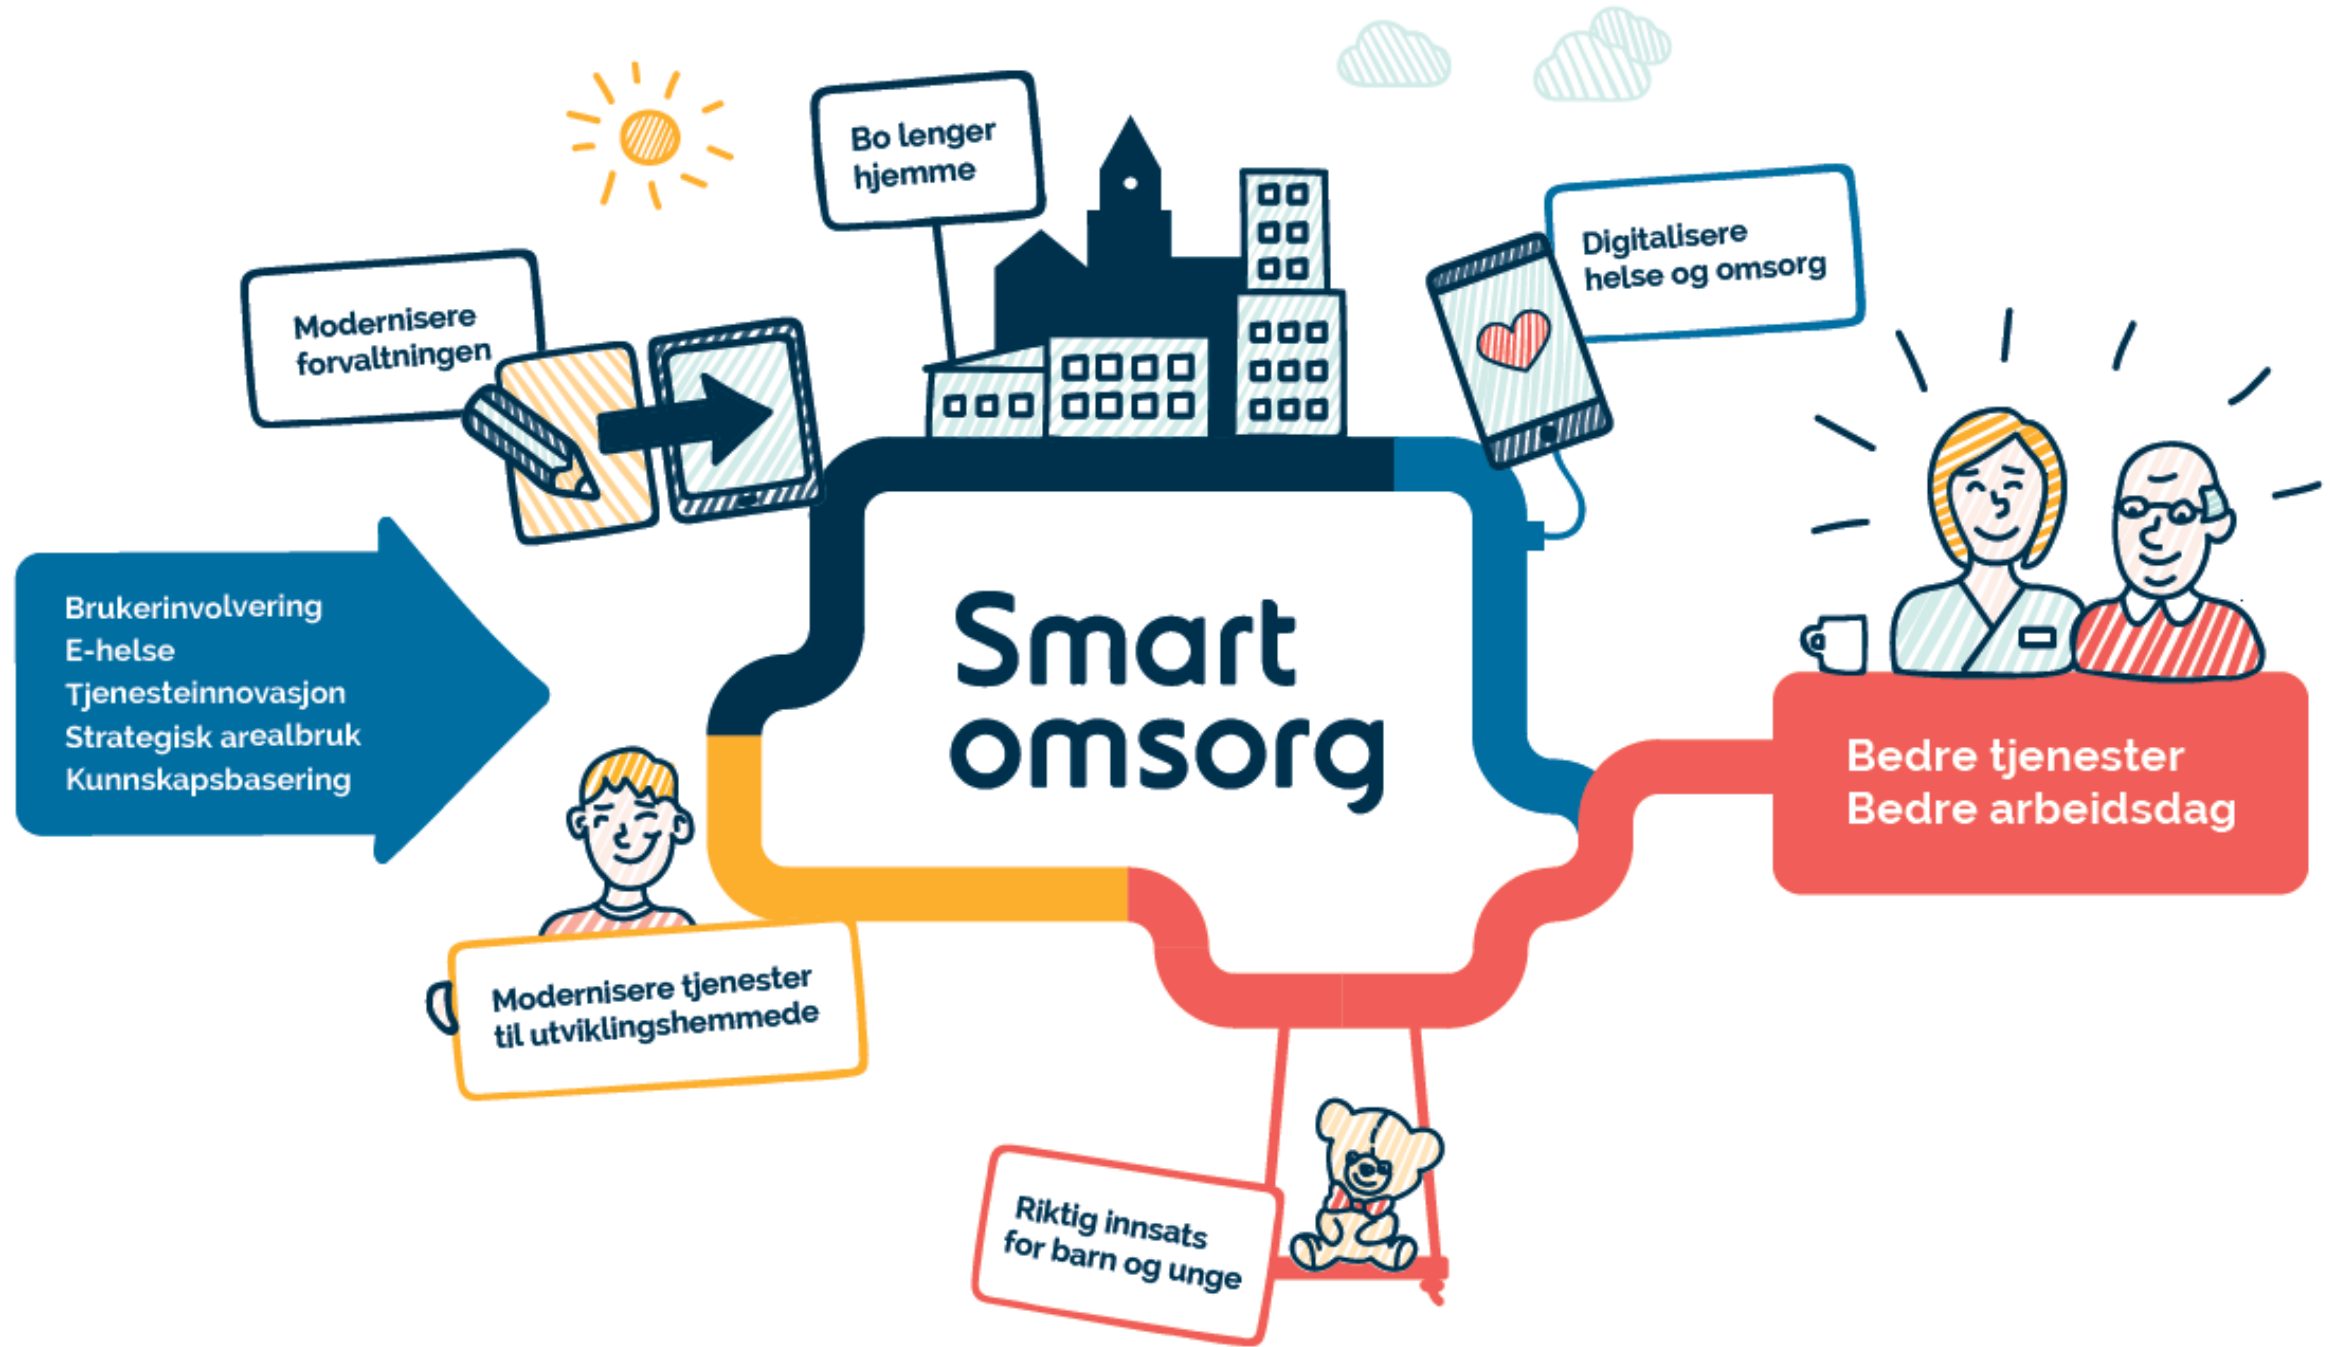 Bo lenger
hjemme
Digitalisere
helse og omsorg
Modernisere
forvaltningen
Brukerinvolvering
E-helse
Tjenesteinnovasjon
Strategisk arealbruk
Kunnskapsbasering
Smart
omsorg
Bedre tjenester
Bedre arbeidsdag
Modernisere tjenester
til utviklingshemmede
Riktig innsats
for barn og unge